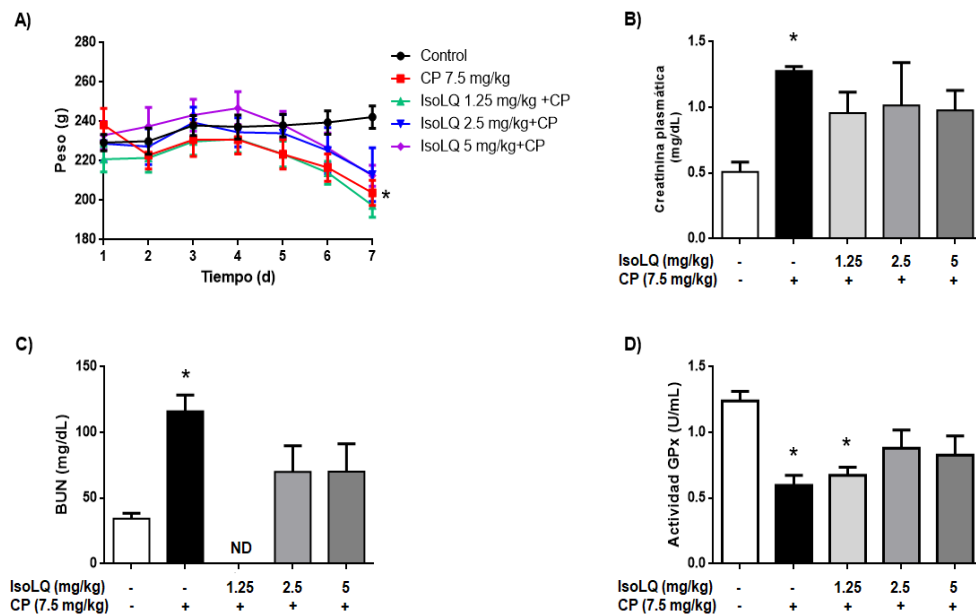 A)
Peso (g)
260
240
220
200
180
1 2 3 4 5 6 7
Tiempo (d)
*
Control
CP 7.5 mg/kg
IsoLQ 1.25 mg/kg +CP
IsoLQ 2.5 mg/kg+CP
IsoLQ 5 mg/kg+CP
B)
Creatinina plasmática
(mg/dL)
1.5
1.0
0.5
0.0
*
IsoLQ (mg/kg) - - 1.25 2.5 5
CP (7.5 mg/kg) - + + + +
C)
BUN (mg/dL)
150
100
50
0
*
ND
IsoLQ (mg/kg) - - 1.25 2.5 5
CP (7.5 mg/kg) - + + + +
D)
Actividad GPx (U/mL)
1.5
1.0
0.5
0.0
* *
IsoLQ (mg/kg) - - 1.25 2.5 5
CP (7.5 mg/kg) - + + + +